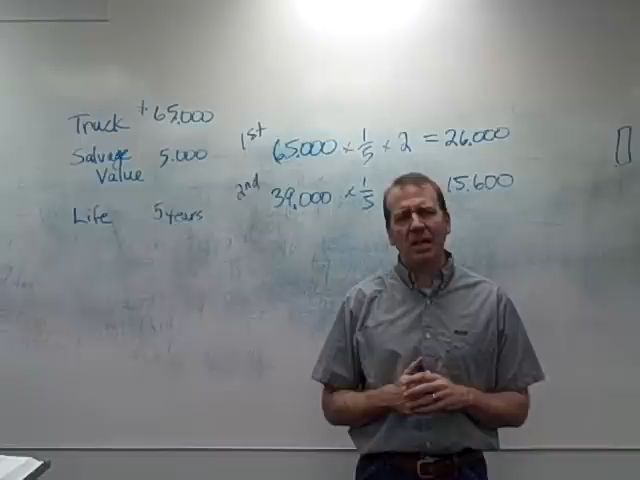 Truck + 65.000
Salvage 5.000
Value
Life 5 years
1st 65.000 × 1/5 × 2 = 26.000
2nd 39.000 × 1/5 15.600